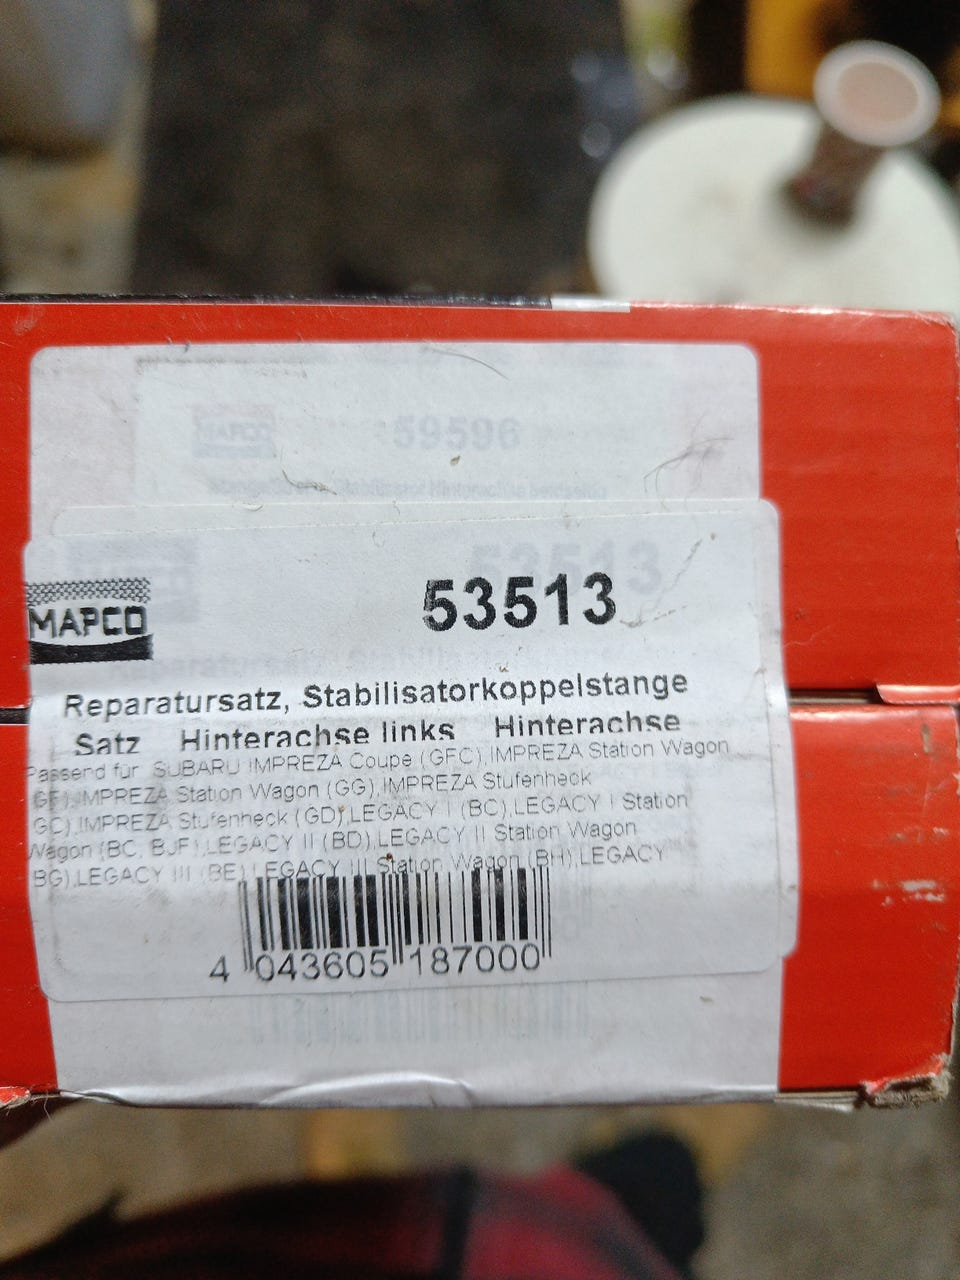 MAPCO
59596
53513
MAPCO
53513
Reparatursatz, Stabilisatorkoppelstange
Satz Hinterachse links Hinterachse
Passend für SUBARU IMPREZA Coupe (GFC),IMPREZA Station Wagon
GF),IMPREZA Station Wagon (GG),IMPREZA Stufenheck
GC),IMPREZA Stufenheck (GD),LEGACY I (BC),LEGACY I Station
Wagon (BC, BJF),LEGACY II (BD),LEGACY II Station Wagon
BG),LEGACY III (BE),LEGACY III Station Wagon (BH),LEGACY
4 043605 187000